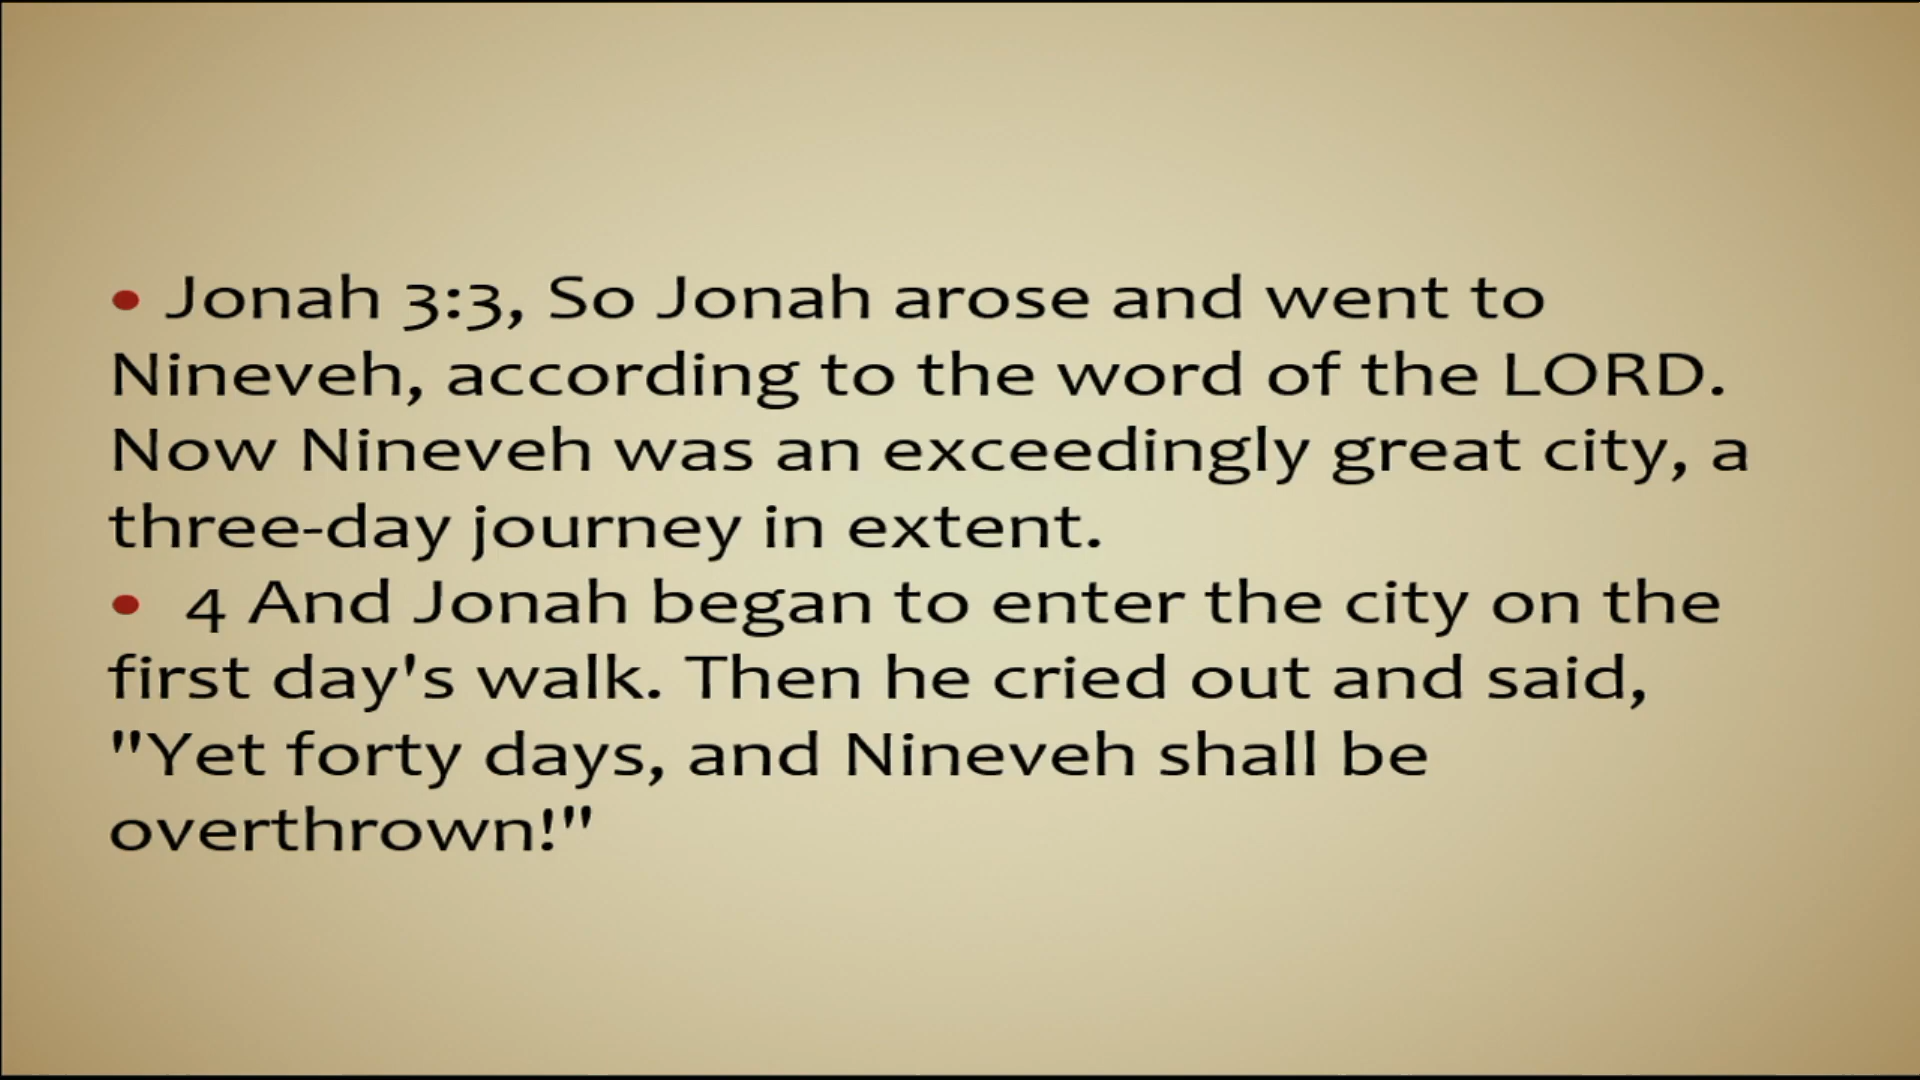 • Jonah 3:3, So Jonah arose and went to
Nineveh, according to the word of the LORD.
Now Nineveh was an exceedingly great city, a
three-day journey in extent.
• 4 And Jonah began to enter the city on the
first day's walk. Then he cried out and said,
"Yet forty days, and Nineveh shall be
overthrown!"